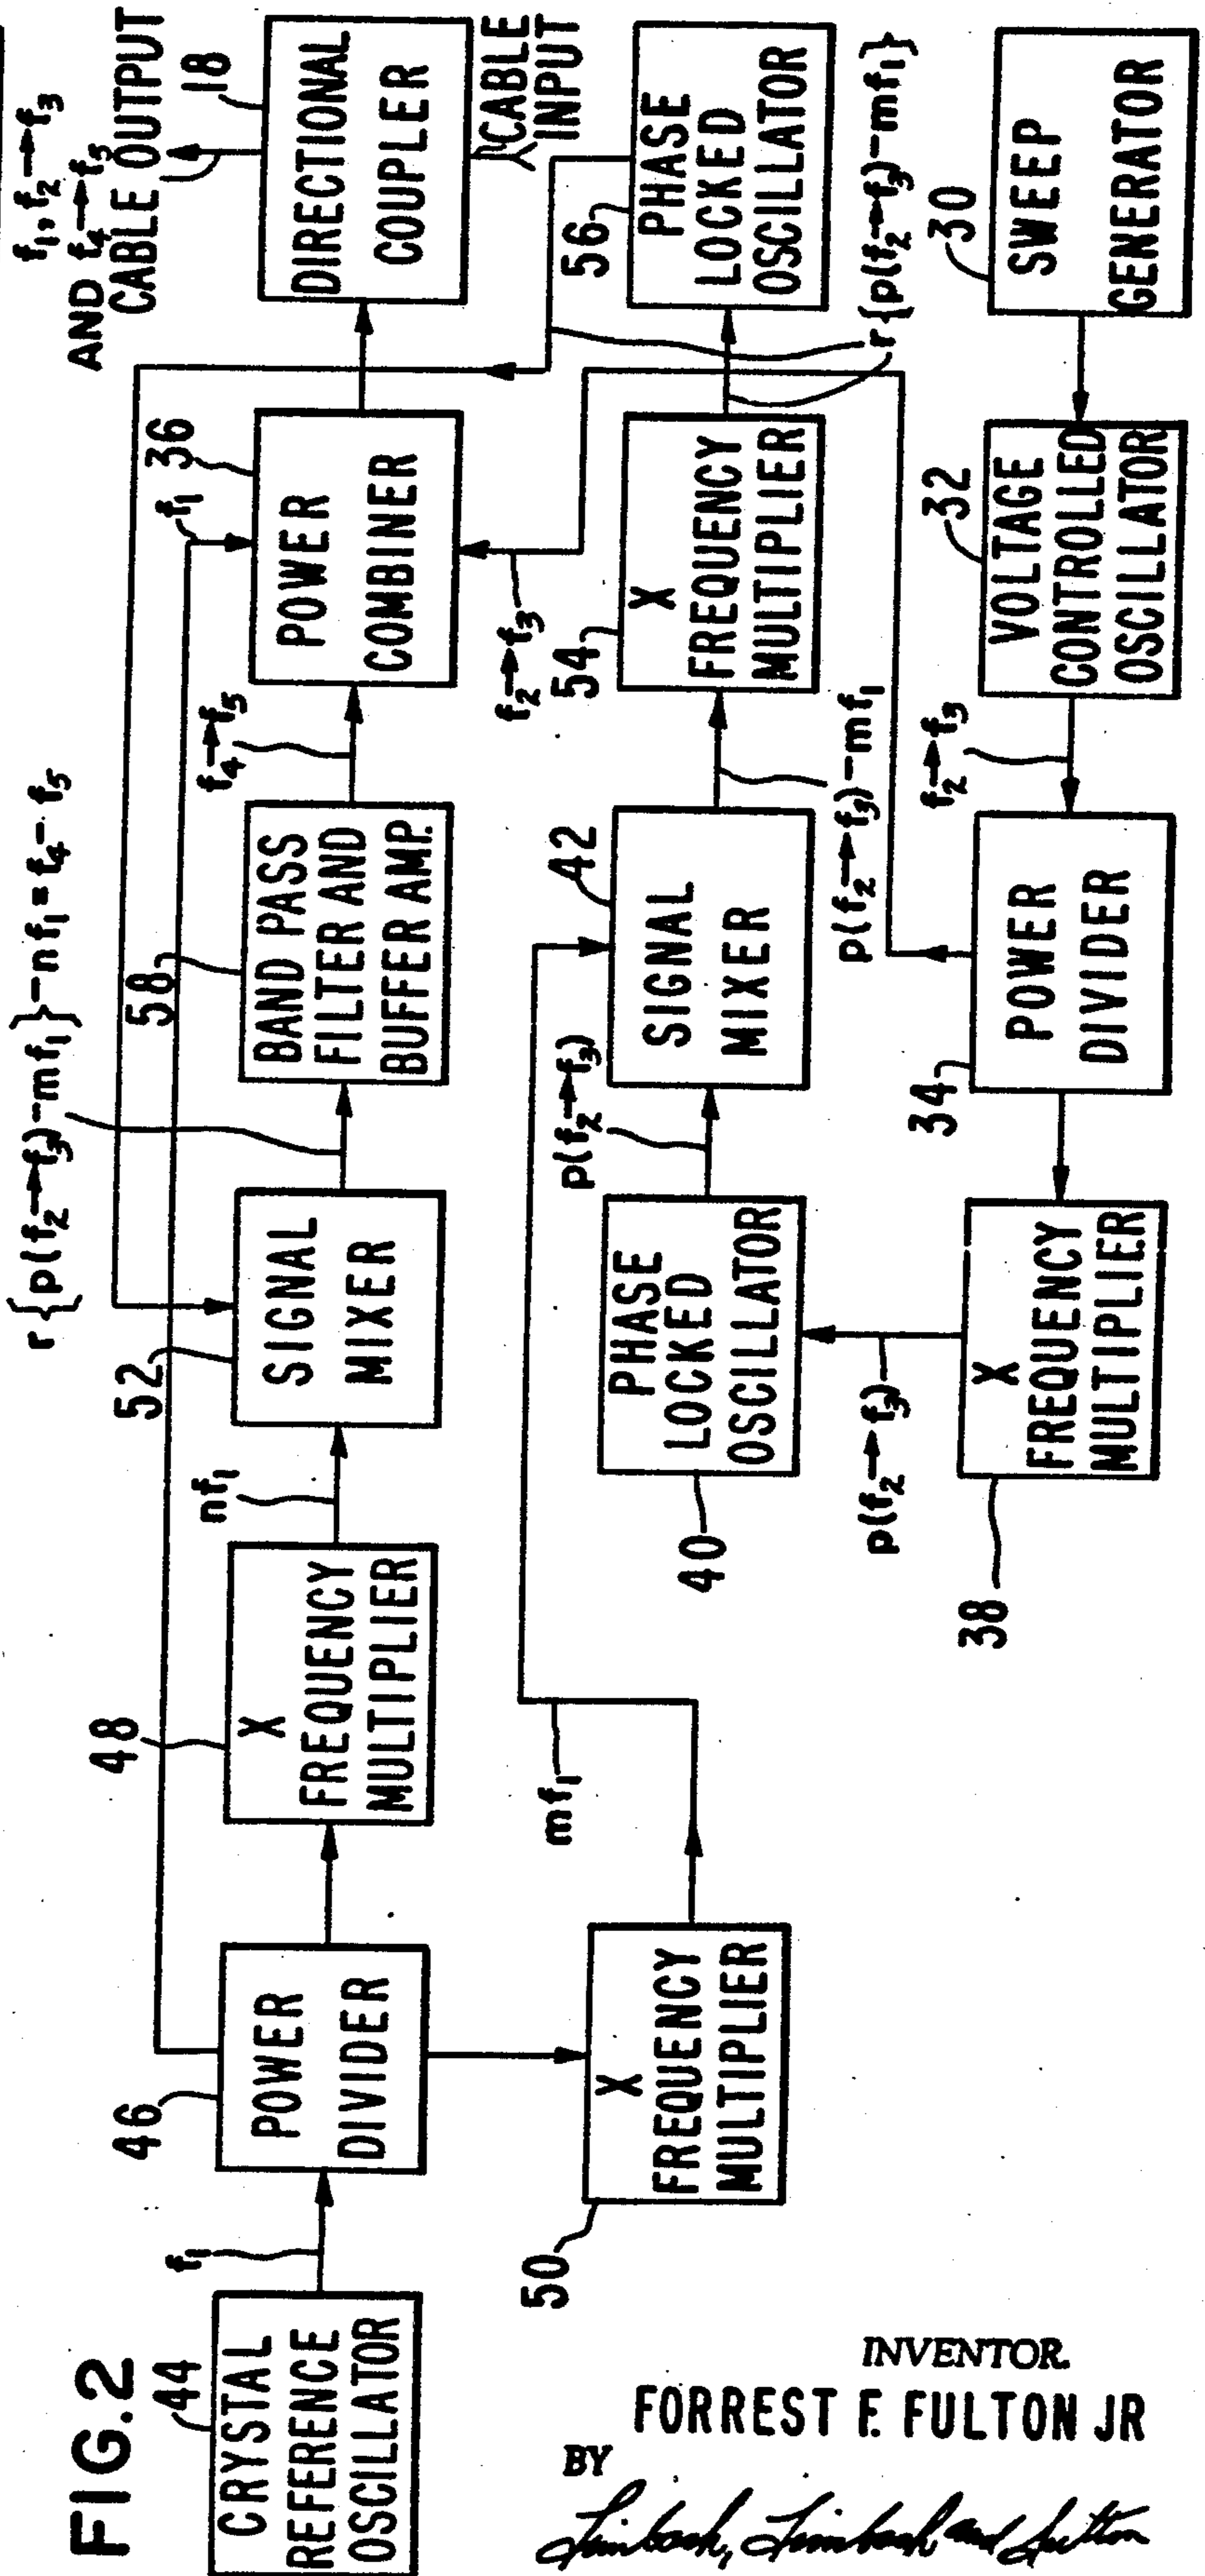 FIG.2
44
CRYSTAL
REFERENCE
OSCILLATOR
f₁
46
POWER
DIVIDER
48
X
FREQUENCY
MULTIPLIER
nf₁
52
SIGNAL
MIXER
r{p(f₂→f₃)-mf₁}-nf₁=f₄-f₅
58
BAND PASS
FILTER AND
BUFFER AMP.
f₄→f₅
f₁
36
POWER
COMBINER
f₂→f₃
f₁, f₂→f₃
AND f₄→f₅
CABLE OUTPUT
18
DIRECTIONAL
COUPLER
CABLE
INPUT
50
X
FREQUENCY
MULTIPLIER
mf₁
40
PHASE
LOCKED
OSCILLATOR
p(f₂→f₃)
42
SIGNAL
MIXER
p(f₂→f₃)-mf₁
54
X
FREQUENCY
MULTIPLIER
56
PHASE
LOCKED
OSCILLATOR
r{p(f₂→f₃)-mf₁}
38
X
FREQUENCY
MULTIPLIER
p(f₂→f₃)
34
POWER
DIVIDER
f₂→f₃
32
VOLTAGE
CONTROLLED
OSCILLATOR
30
SWEEP
GENERATOR
INVENTOR.
FORREST F. FULTON JR
BY
Limbach, Limbach and Sutton